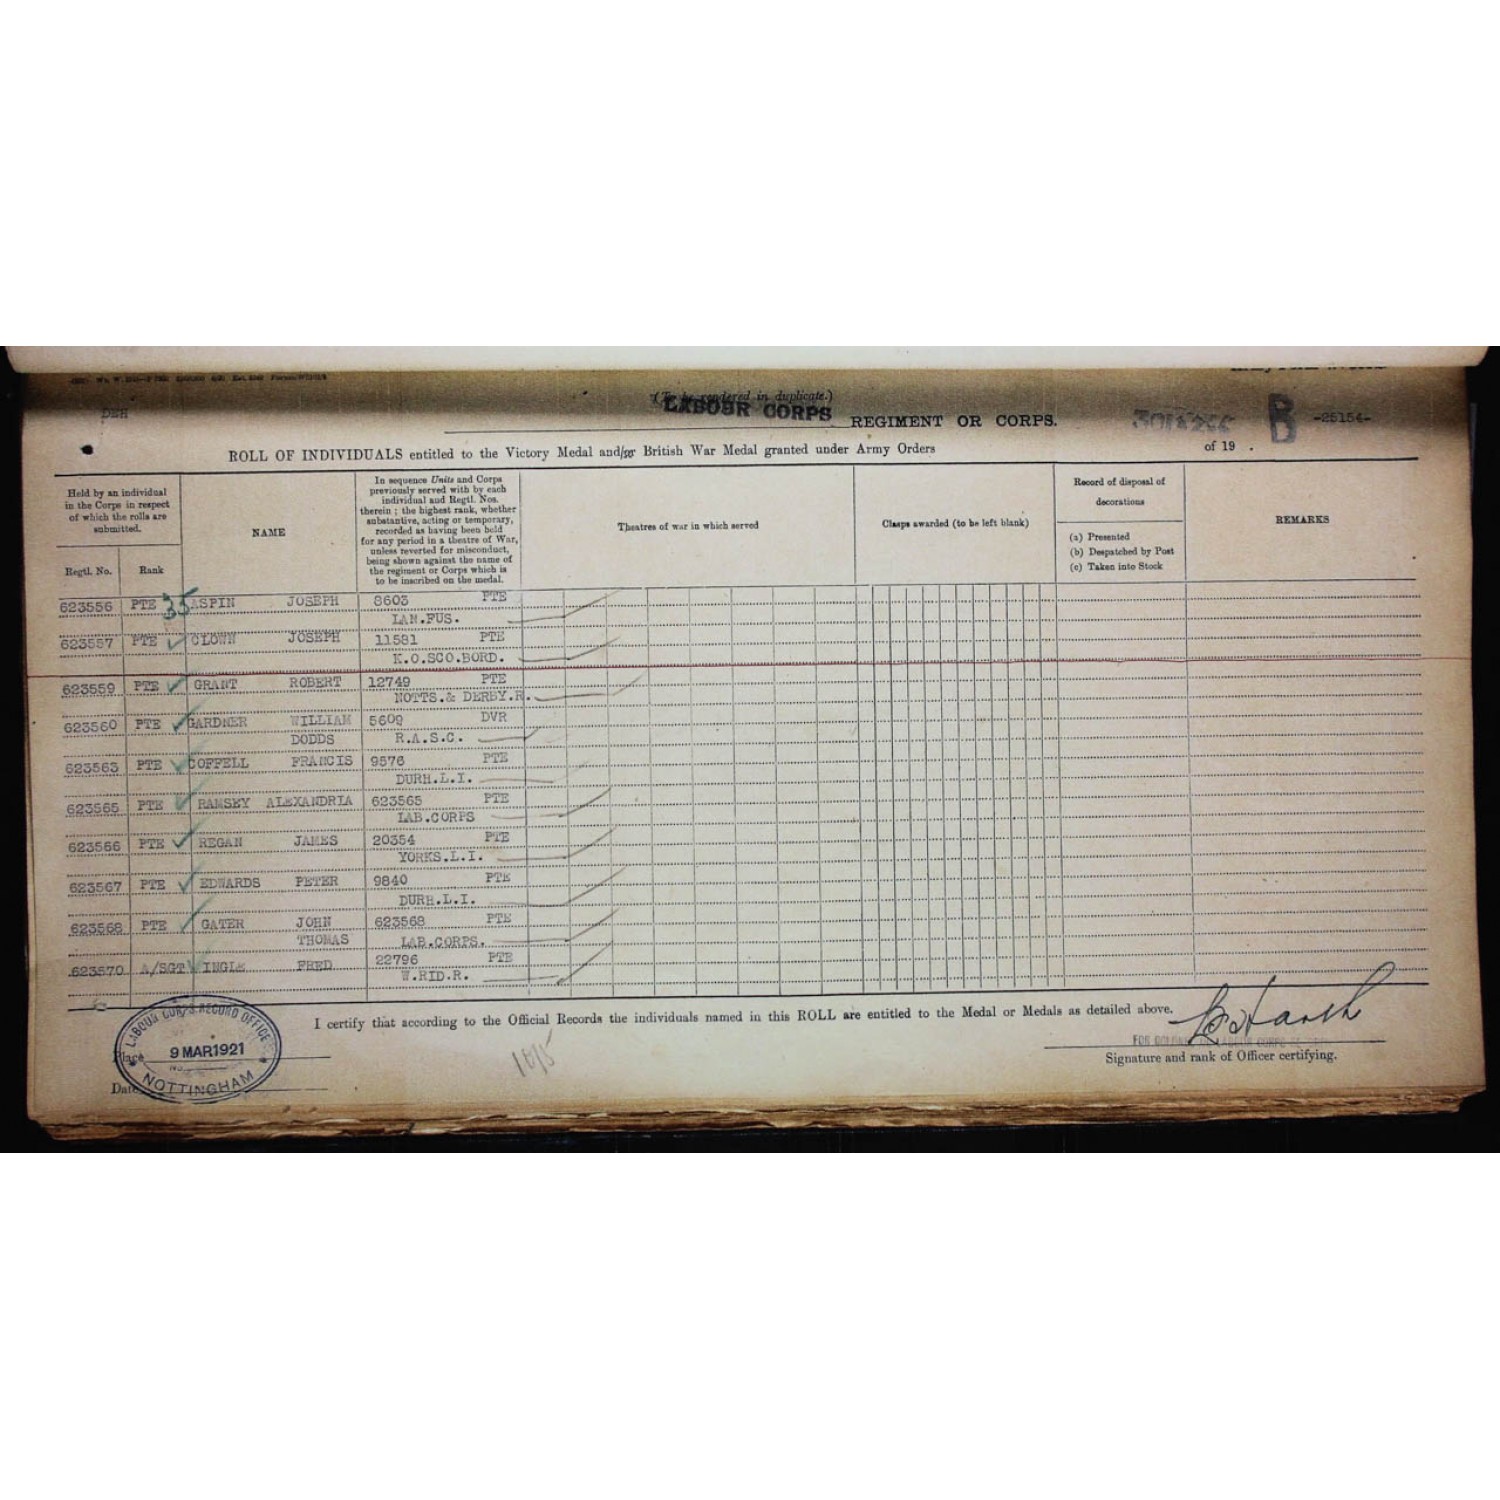 DEH
(To be rendered in duplicate.)
LABOUR CORPS REGIMENT OR CORPS. B -25154-
ROLL OF INDIVIDUALS entitled to the Victory Medal and/or British War Medal granted under Army Orders of 19 .
Held by an individual
in the Corps in respect
of which the rolls are
submitted.
Regtl. No. Rank
NAME
In sequence Units and Corps
previously served with by each
individual and Regtl. Nos.
therein ; the highest rank, whether
substantive, acting or temporary,
recorded as having been held
for any period in a theatre of War,
unless reverted for misconduct,
being shown against the name of
the regiment or Corps which is
to be inscribed on the medal.
Theatres of war in which served
Clasps awarded (to be left blank)
Record of disposal of
decorations
(a) Presented
(b) Despatched by Post
(c) Taken into Stock
REMARKS
623556 PTE 35 ASPIN JOSEPH 8603 PTE
LAN.FUS.
623557 PTE CLOWN JOSEPH 11581 PTE
K.O.SCO.BORD.
623559 PTE GRANT ROBERT 12749 PTE
NOTTS.& DERBY.R.
623560 PTE GARDNER WILLIAM 5609 DVR
DODDS R.A.S.C.
623563 PTE COFFELL FRANCIS 9576 PTE
DURH.L.I.
623565 PTE RAMSEY ALEXANDRIA 623565 PTE
LAB.CORPS
623566 PTE REGAN JAMES 20354 PTE
YORKS.L.I.
623567 PTE EDWARDS PETER 9840 PTE
DURH.L.I.
623568 PTE GATER JOHN 623568 PTE
THOMAS LAB.CORPS.
623570 A/SGT INGLE FRED 22796 PTE
W.RID.R.
I certify that according to the Official Records the individuals named in this ROLL are entitled to the Medal or Medals as detailed above.
LABOUR CORPS RECORD OFFICE
9 MAR 1921
NOTTINGHAM
Place
Date
Signature and rank of Officer certifying.